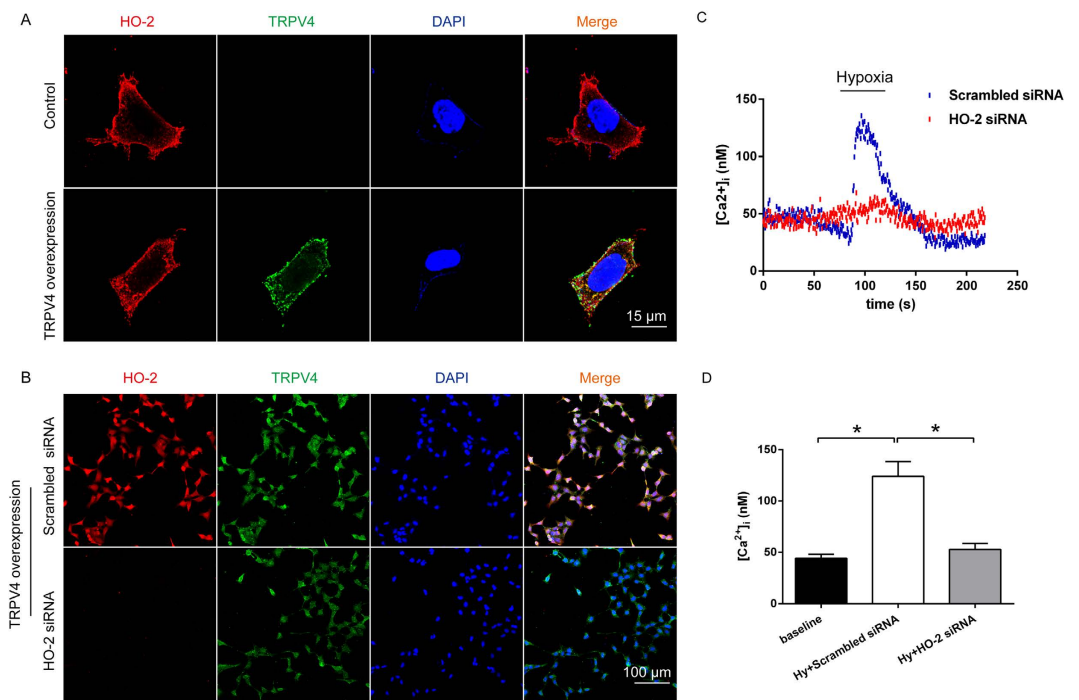 A
HO-2 TRPV4 DAPI Merge
Control
TRPV4 overexpression
15 μm
B
HO-2 TRPV4 DAPI Merge
TRPV4 overexpression
Scrambled siRNA
HO-2 siRNA
100 μm
C
Hypoxia
Scrambled siRNA
HO-2 siRNA
[Ca2+]i (nM)
150
100
50
0
0 50 100 150 200 250
time (s)
D
* *
[Ca²⁺]i (nM)
150
100
50
0
baseline
Hy+Scrambled siRNA
Hy+HO-2 siRNA